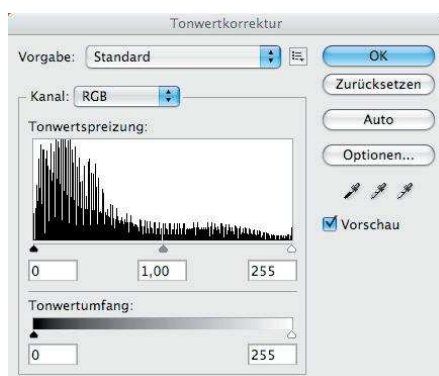 Tonwertkorrektur
Vorgabe: Standard
OK
Zurücksetzen
Kanal: RGB
Auto
Tonwertspreizung:
Optionen...
Vorschau
0 1,00 255
Tonwertumfang:
0 255